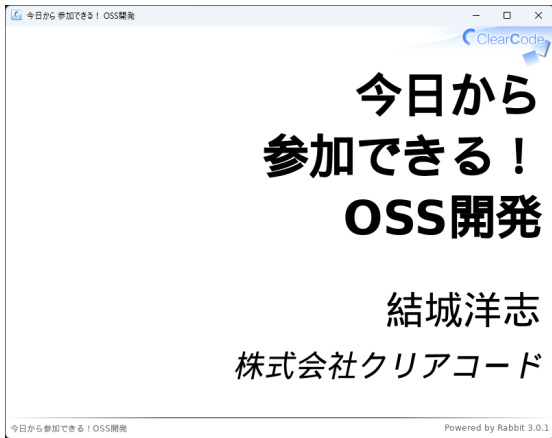 今日から 参加できる！ OSS開発
ClearCode
今日から
参加できる！
OSS開発
結城洋志
株式会社クリアコード
今日から参加できる！OSS開発
Powered by Rabbit 3.0.1